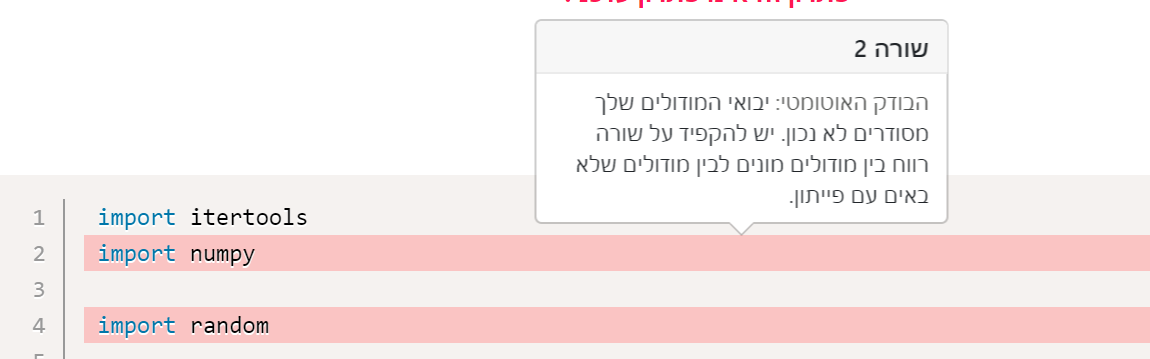 שורה 2
הבודק האוטומטי: יבואי המודולים שלך
מסודרים לא נכון. יש להקפיד על שורה
רווח בין מודולים מונים לבין מודולים שלא
באים עם פייתון.
1 import itertools
2 import numpy
3
4 import random